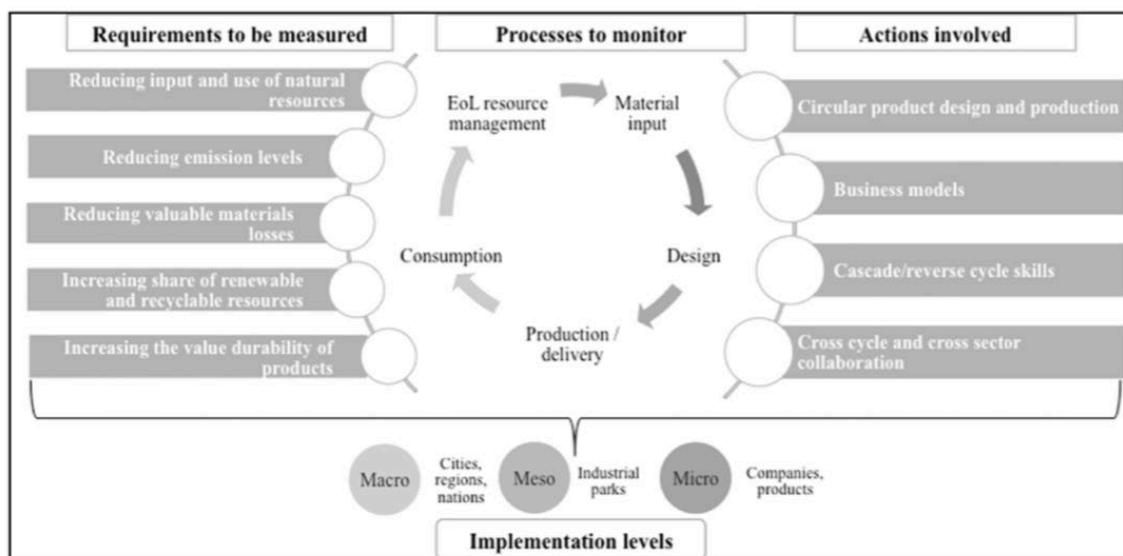 Requirements to be measured
Processes to monitor
Actions involved
Reducing input and use of natural
resources
Reducing emission levels
Reducing valuable materials
losses
Increasing share of renewable
and recyclable resources
Increasing the value durability of
products
EoL resource
management
Material
input
Design
Production /
delivery
Consumption
Circular product design and production
Business models
Cascade/reverse cycle skills
Cross cycle and cross sector
collaboration
Macro
Cities,
regions,
nations
Meso
Industrial
parks
Micro
Companies,
products
Implementation levels